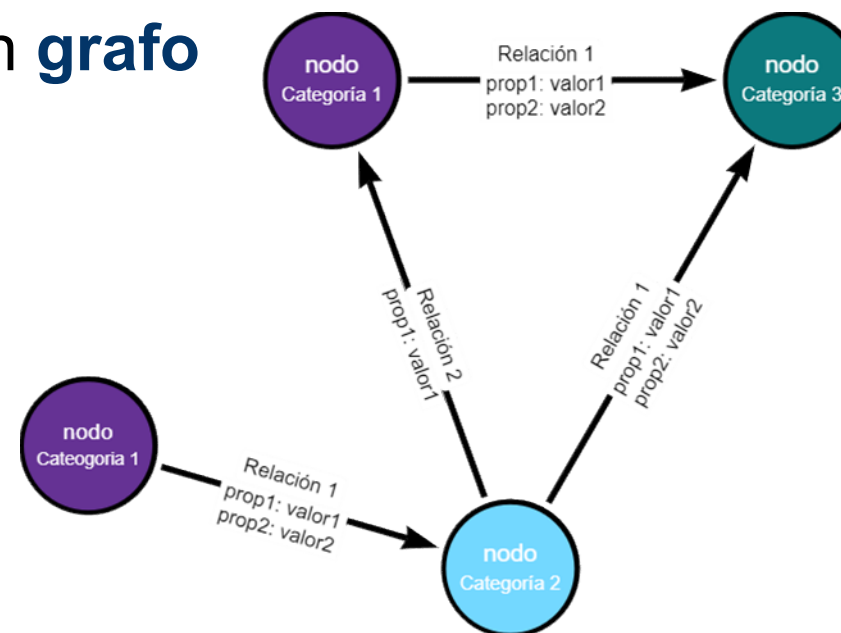 n grafo
nodo
Categoría 1
Relación 1
prop1: valor1
prop2: valor2
nodo
Categoría 3
Relación 2
prop1: valor1
Relación 1
prop1: valor1
prop2: valor2
nodo
Cateogoria 1
Relación 1
prop1: valor1
prop2: valor2
nodo
Categoría 2